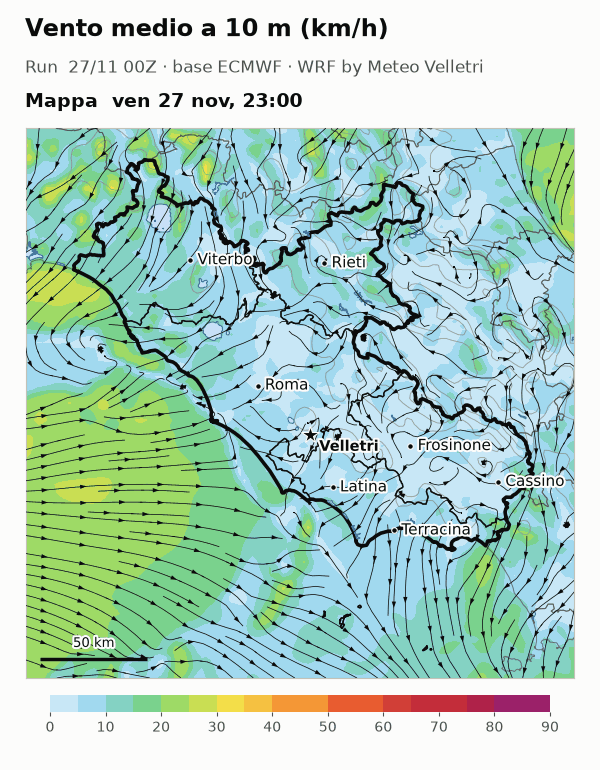 Vento medio a 10 m (km/h)
Run  27/11 00Z · base ECMWF · WRF by Meteo Velletri
Mappa  ven 27 nov, 23:00
Viterbo
Rieti
Roma
Velletri
Frosinone
Cassino
Latina
Terracina
50 km
0 10 20 30 40 50 60 70 80 90